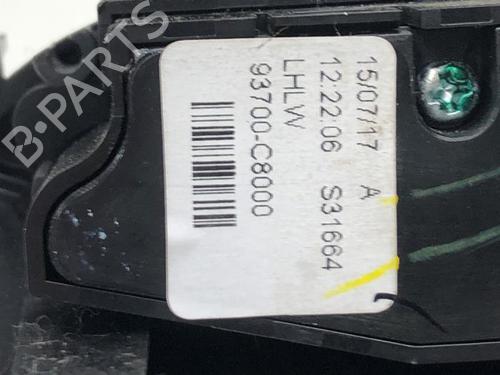 15/07/17 A
12:22:06 S31664
LHLW
93700-C8000
B-PARTS